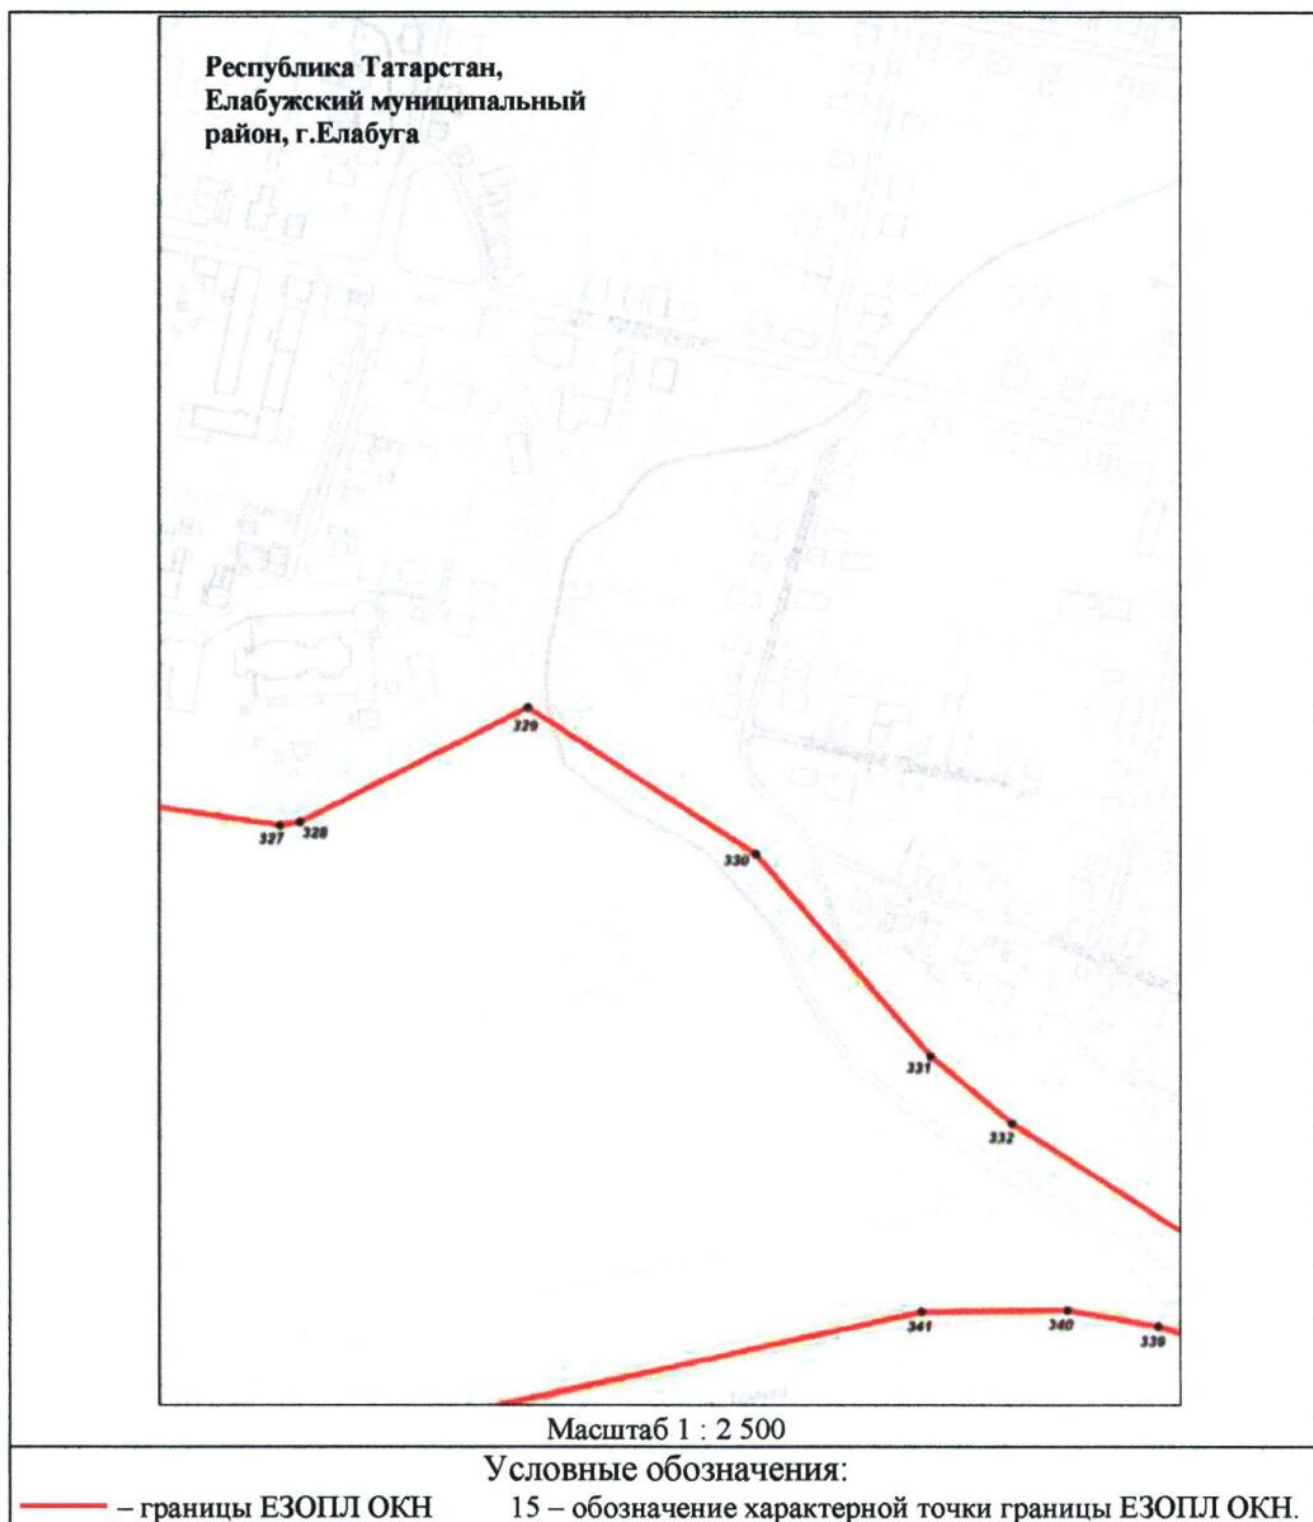 Республика Татарстан,
Елабужский муниципальный
район, г.Елабуга
329
327
328
330
331
332
341
340
339
Масштаб 1 : 2 500
Условные обозначения:
– границы ЕЗОПЛ ОКН 15 – обозначение характерной точки границы ЕЗОПЛ ОКН.